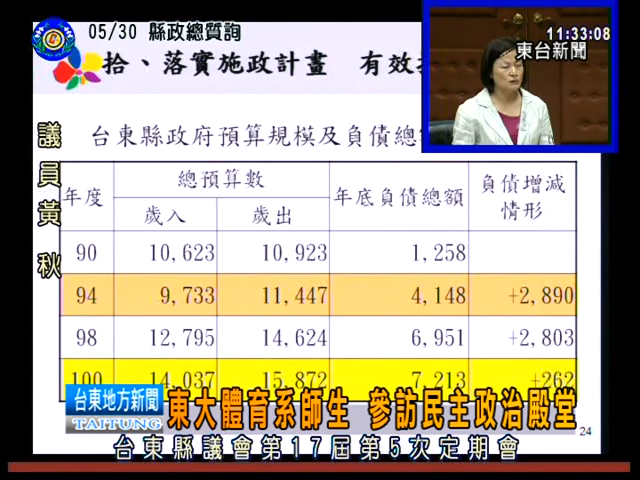 05/30 縣政總質詢
11:33:08
東台新聞
拾、落實施政計畫 有效
議員黃 秋
台東縣政府預算規模及負債總
年度 總預算數 年底負債總額 負債增減情形
歲入 歲出
90 10,623 10,923 1,258
94 9,733 11,447 4,148 +2,890
98 12,795 14,624 6,951 +2,803
100 14,037 15,872 7,213 +262
台東地方新聞
TAITUNG
東大體育系師生 參訪民主政治殿堂
24
台東縣議會第17屆第5次定期會